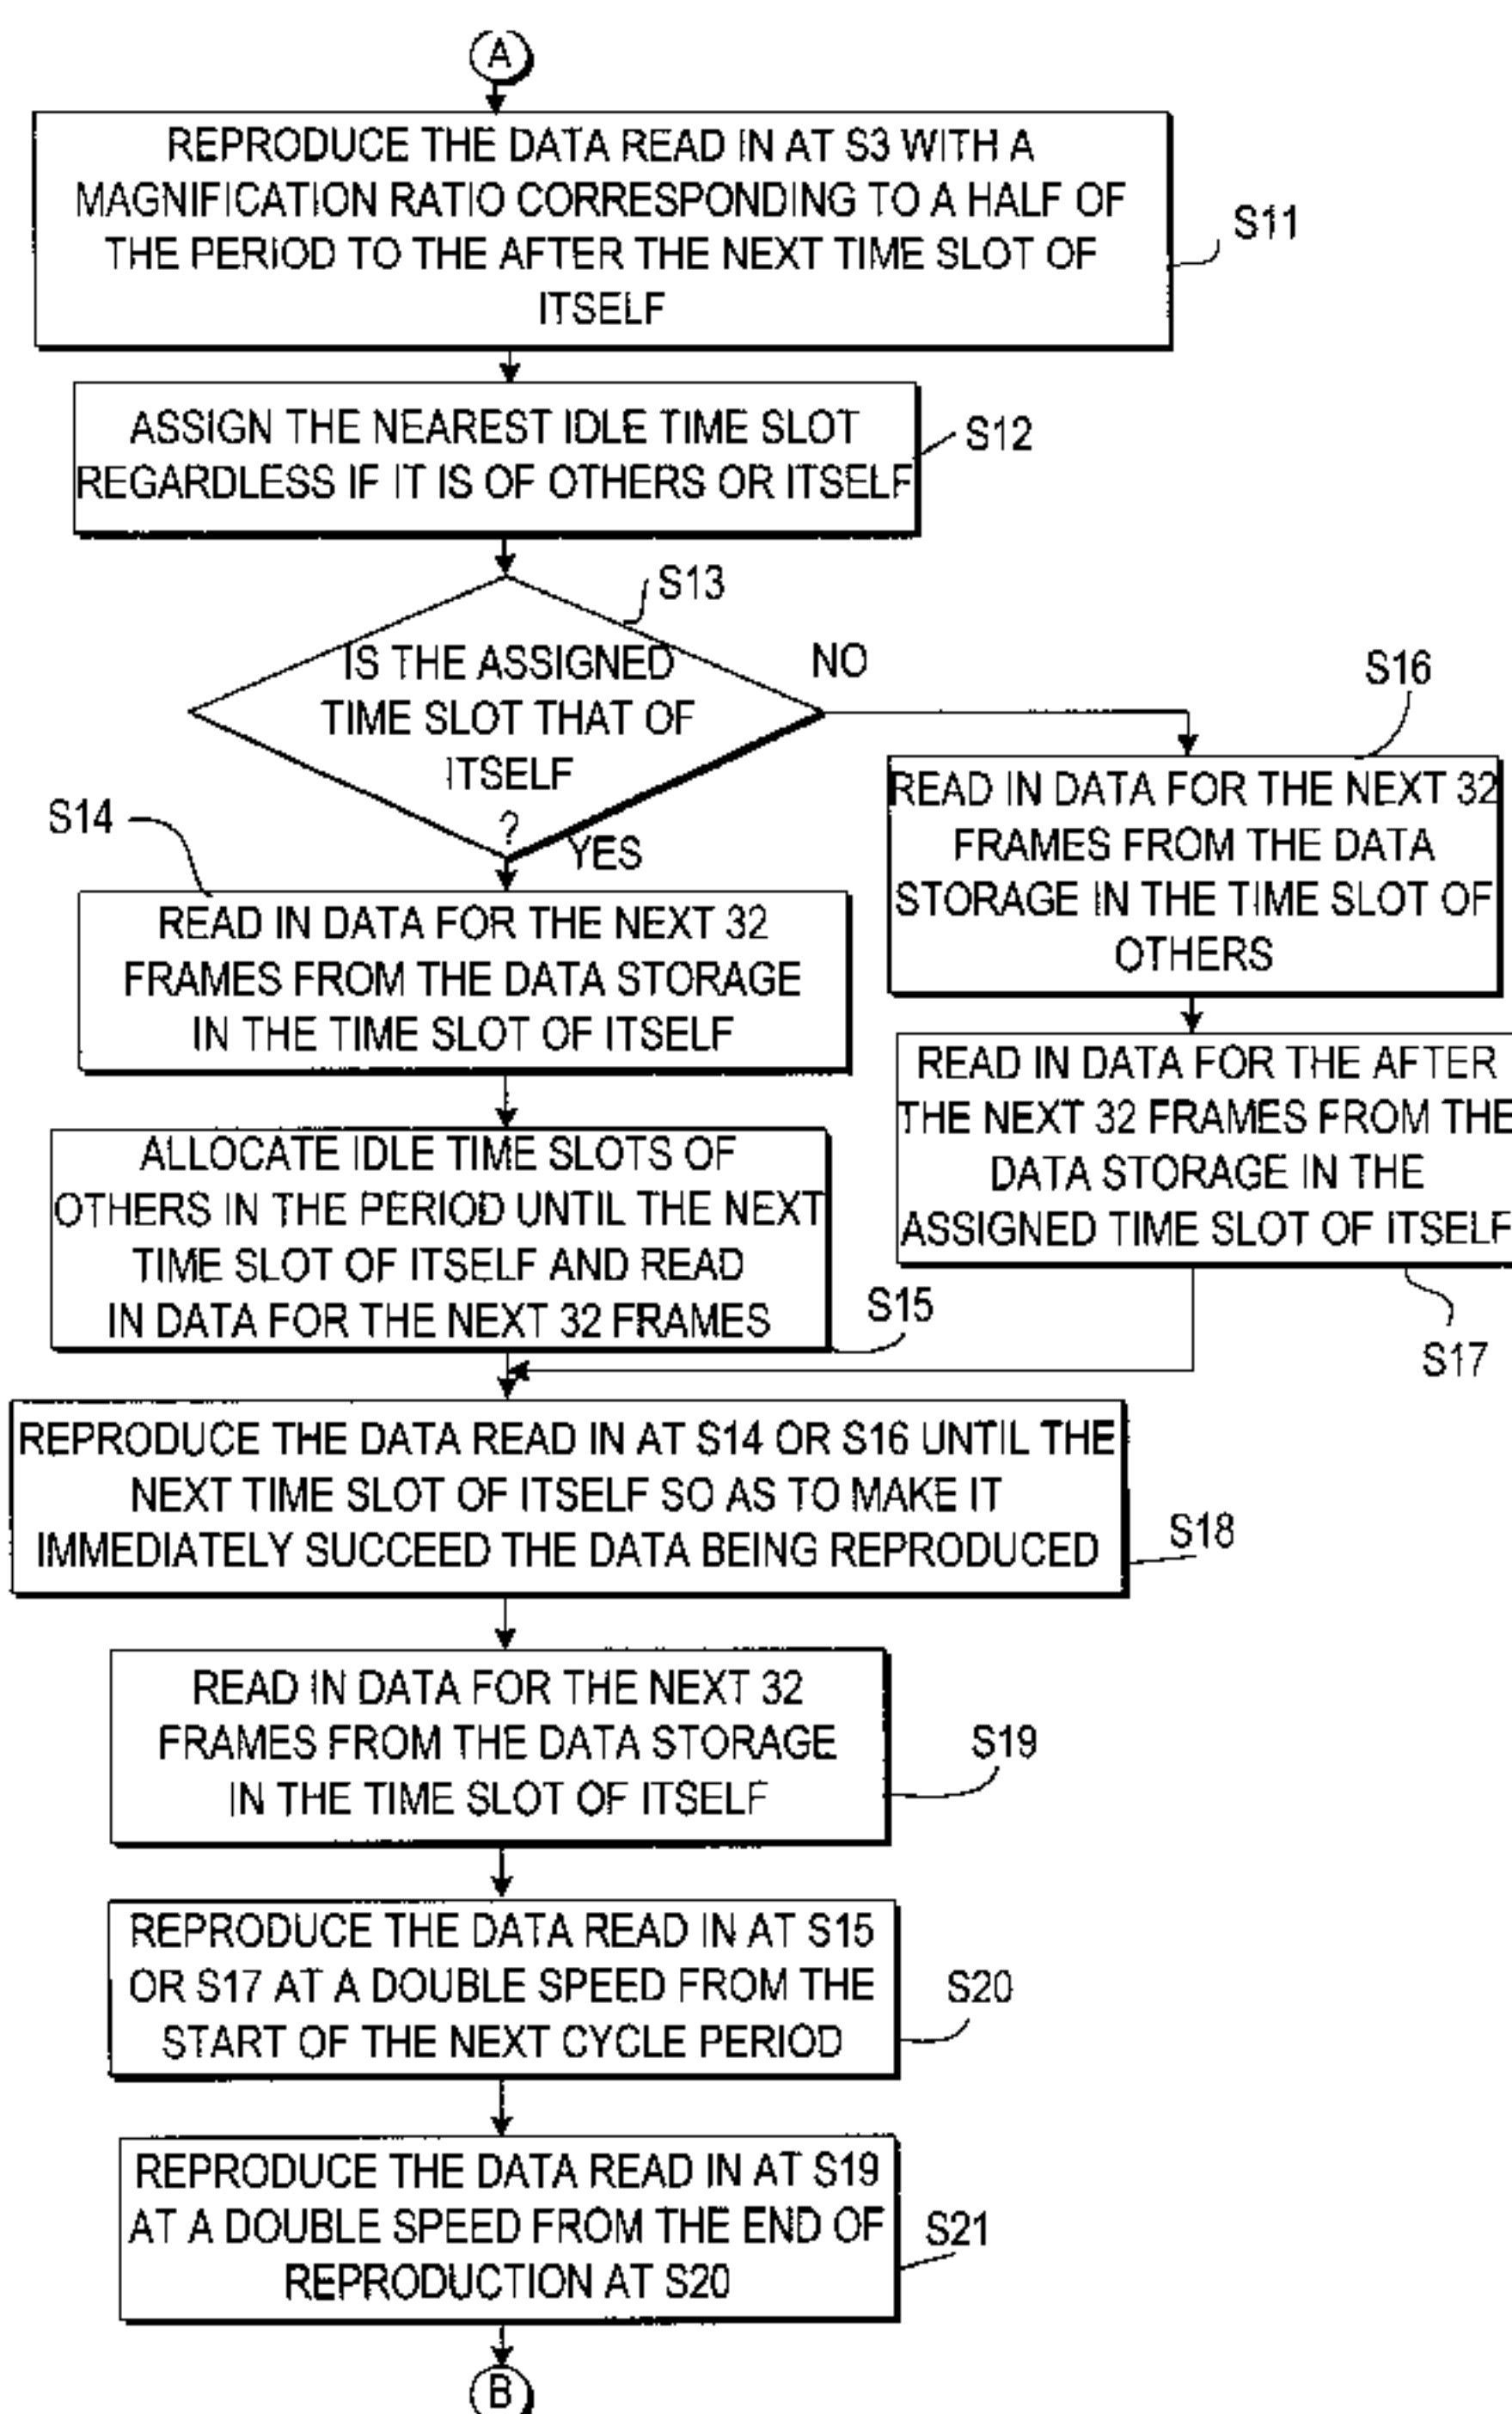 A
REPRODUCE THE DATA READ IN AT S3 WITH A
MAGNIFICATION RATIO CORRESPONDING TO A HALF OF
THE PERIOD TO THE AFTER THE NEXT TIME SLOT OF
ITSELF
S11
ASSIGN THE NEAREST IDLE TIME SLOT
REGARDLESS IF IT IS OF OTHERS OR ITSELF
S12
S13
IS THE ASSIGNED
TIME SLOT THAT OF
ITSELF
?
NO
YES
S16
READ IN DATA FOR THE NEXT 32
FRAMES FROM THE DATA
STORAGE IN THE TIME SLOT OF
OTHERS
S14
READ IN DATA FOR THE NEXT 32
FRAMES FROM THE DATA STORAGE
IN THE TIME SLOT OF ITSELF
READ IN DATA FOR THE AFTER
THE NEXT 32 FRAMES FROM THE
DATA STORAGE IN THE
ASSIGNED TIME SLOT OF ITSELF
S17
ALLOCATE IDLE TIME SLOTS OF
OTHERS IN THE PERIOD UNTIL THE NEXT
TIME SLOT OF ITSELF AND READ
IN DATA FOR THE NEXT 32 FRAMES
S15
REPRODUCE THE DATA READ IN AT S14 OR S16 UNTIL THE
NEXT TIME SLOT OF ITSELF SO AS TO MAKE IT
IMMEDIATELY SUCCEED THE DATA BEING REPRODUCED
S18
READ IN DATA FOR THE NEXT 32
FRAMES FROM THE DATA STORAGE
IN THE TIME SLOT OF ITSELF
S19
REPRODUCE THE DATA READ IN AT S15
OR S17 AT A DOUBLE SPEED FROM THE
START OF THE NEXT CYCLE PERIOD
S20
REPRODUCE THE DATA READ IN AT S19
AT A DOUBLE SPEED FROM THE END OF
REPRODUCTION AT S20
S21
B